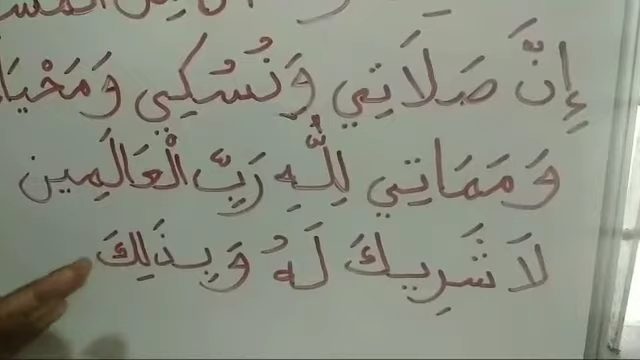 إِنَّ صَلَاتِي وَنُسُكِي وَمَحْيَا
وَمَمَاتِي لِلَّهِ رَبِّ الْعَالَمِين
لَا شَرِيكَ لَهُ وَبِذَلِكَ